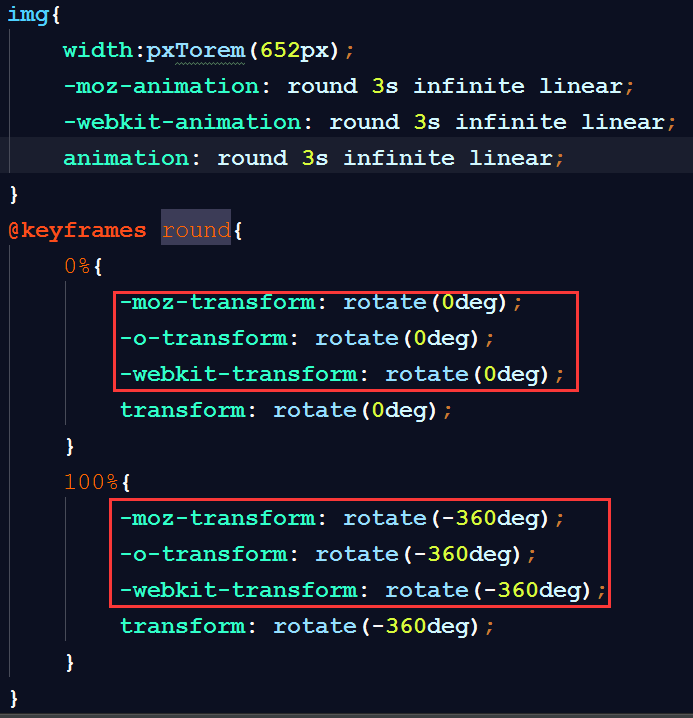 img{
width:pxTorem(652px);
-moz-animation: round 3s infinite linear;
-webkit-animation: round 3s infinite linear;
animation: round 3s infinite linear;
}
@keyframes round{
0%{
-moz-transform: rotate(0deg);
-o-transform: rotate(0deg);
-webkit-transform: rotate(0deg);
transform: rotate(0deg);
}
100%{
-moz-transform: rotate(-360deg);
-o-transform: rotate(-360deg);
-webkit-transform: rotate(-360deg);
transform: rotate(-360deg);
}
}